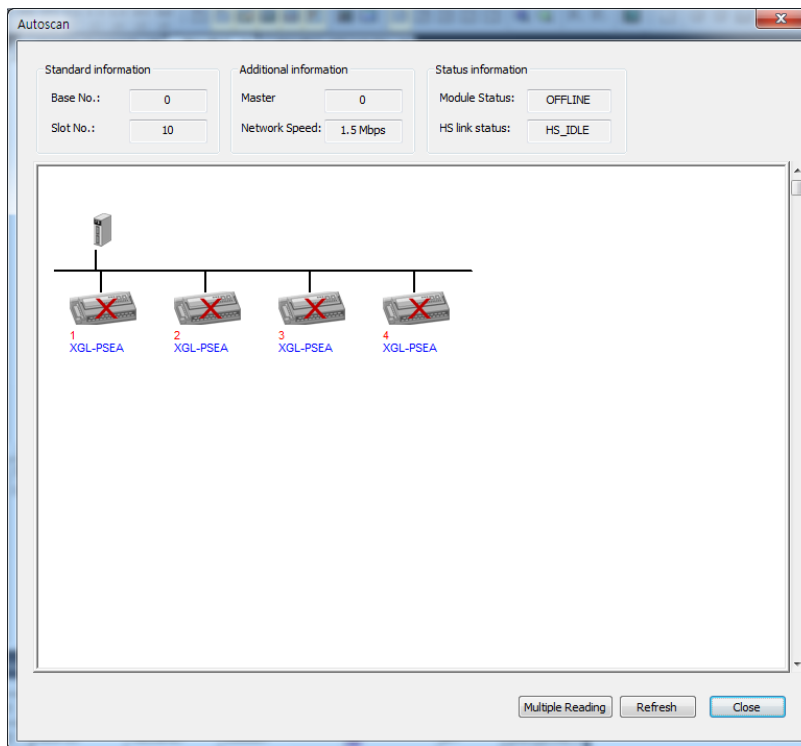 Autoscan
Standard information
Base No.: 0
Slot No.: 10
Additional information
Master 0
Network Speed: 1.5 Mbps
Status information
Module Status: OFFLINE
HS link status: HS_IDLE
1 2 3 4
XGL-PSEA XGL-PSEA XGL-PSEA XGL-PSEA
Multiple Reading Refresh Close